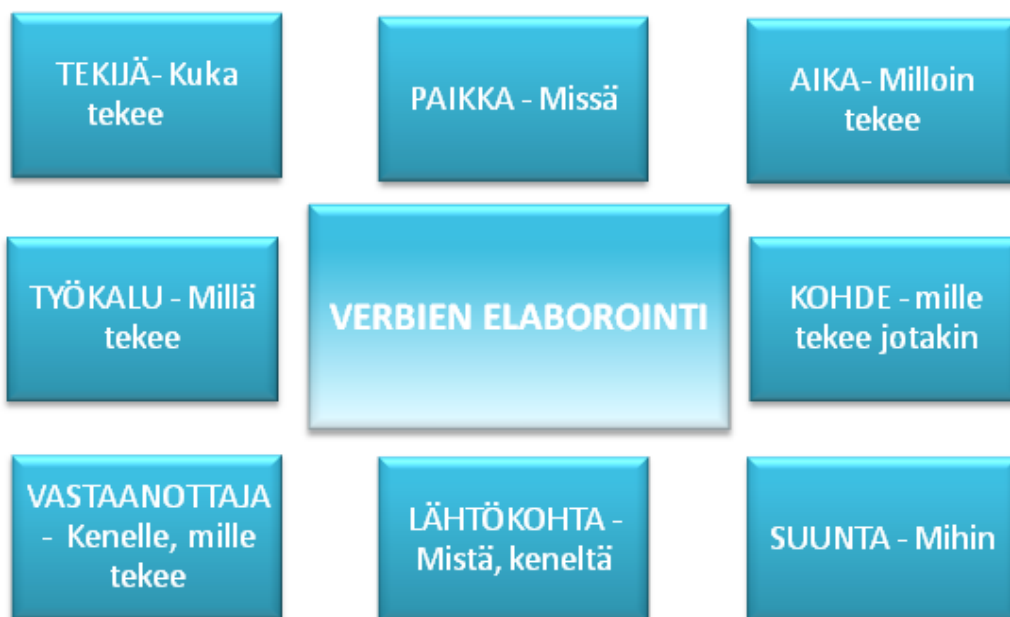 TEKIJÄ- Kuka
tekee
PAIKKA - Missä
AIKA- Milloin
tekee
TYÖKALU - Millä
tekee
VERBIEN ELABOROINTI
KOHDE - mille
tekee jotakin
VASTAANOTTAJA
- Kenelle, mille
tekee
LÄHTÖKOHTA -
Mistä, keneltä
SUUNTA - Mihin